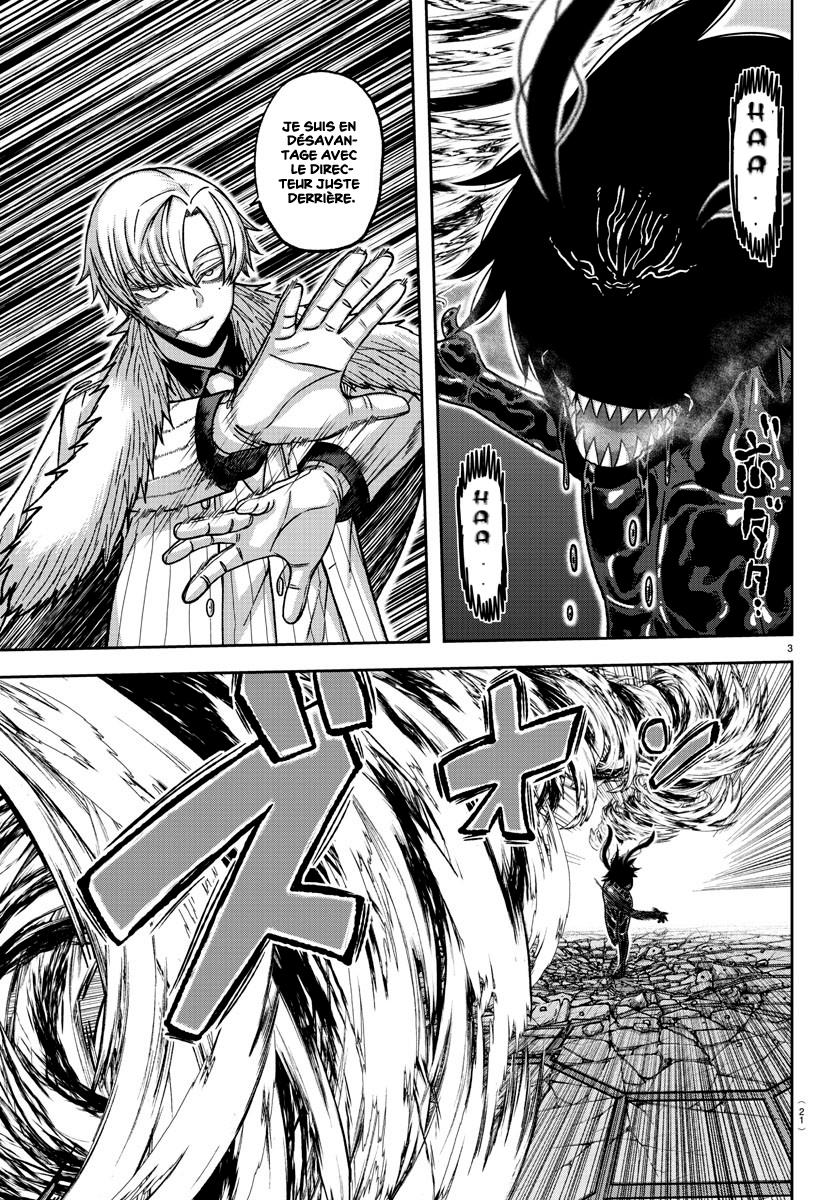 HAA.
HAA.
ボタタ…
JE SUIS EN
DÉSAVAN-
TAGE AVEC
LE DIREC-
TEUR JUSTE
DERRIÈRE.
3
ズオッ
(21)